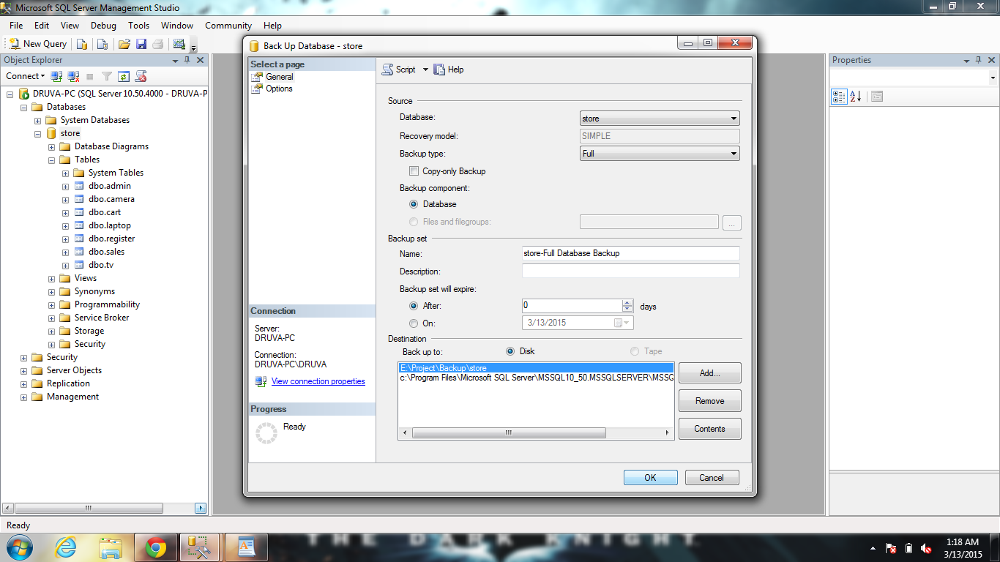 Microsoft SQL Server Management Studio
File Edit View Debug Tools Window Community Help
New Query
Object Explorer
Connect
DRUVA-PC (SQL Server 10.50.4000 - DRUVA-P
Databases
System Databases
store
Database Diagrams
Tables
System Tables
dbo.admin
dbo.camera
dbo.cart
dbo.laptop
dbo.register
dbo.sales
dbo.tv
Views
Synonyms
Programmability
Service Broker
Storage
Security
Security
Server Objects
Replication
Management
Back Up Database - store
Select a page
General
Options
Connection
Server:
DRUVA-PC
Connection:
DRUVA-PC\DRUVA
View connection properties
Progress
Ready
Script Help
Source
Database: store
Recovery model: SIMPLE
Backup type: Full
Copy-only Backup
Backup component:
Database
Files and filegroups: ...
Backup set
Name: store-Full Database Backup
Description:
Backup set will expire:
After: 0 days
On: 3/13/2015
Destination
Back up to: Disk Tape
E:\Project\Backup\store
c:\Program Files\Microsoft SQL Server\MSSQL10_50.MSSQLSERVER\MSSQ
Add...
Remove
Contents
OK Cancel
Properties
Ready
THE DARK KNIGHT
1:18 AM
3/13/2015